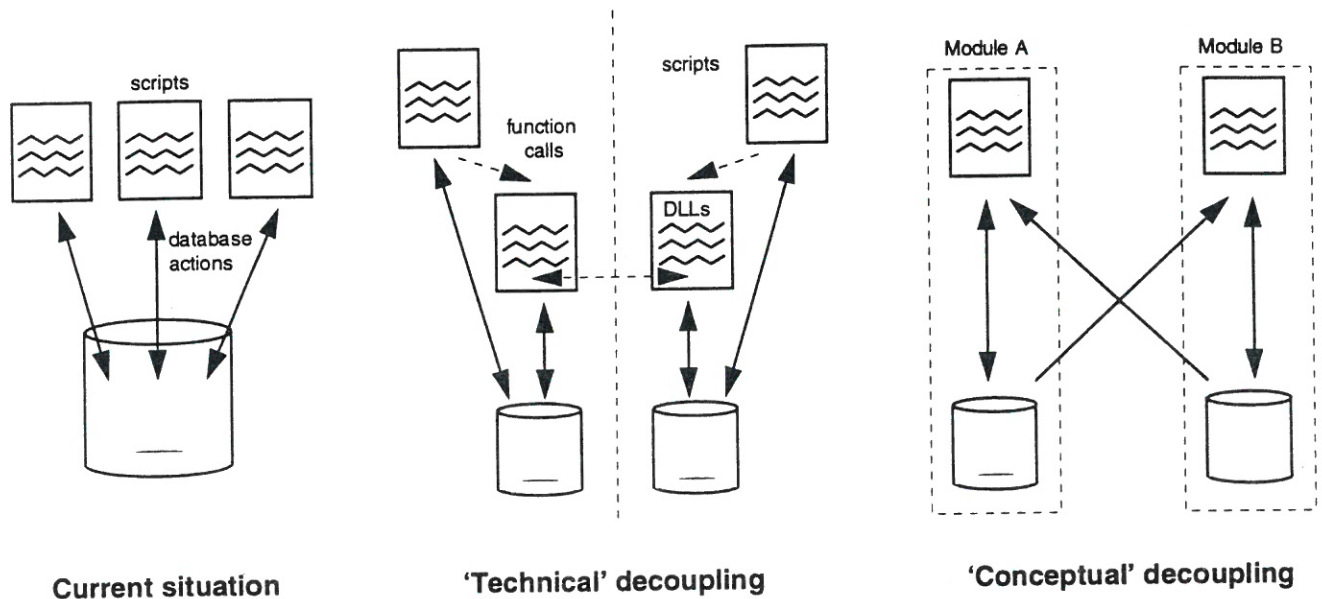 scripts
database
actions
Current situation
scripts
function
calls
DLLs
'Technical' decoupling
Module A
Module B
'Conceptual' decoupling